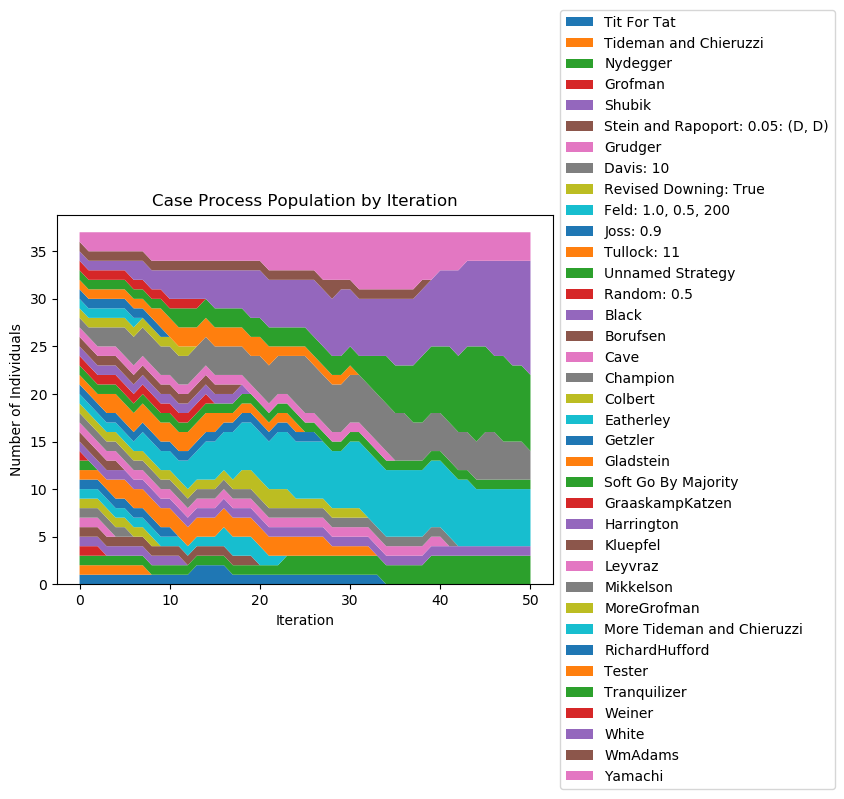 Case Process Population by Iteration
Number of Individuals
35
30
25
20
15
10
5
0
0 10 20 30 40 50
Iteration
Tit For Tat
Tideman and Chieruzzi
Nydegger
Grofman
Shubik
Stein and Rapoport: 0.05: (D, D)
Grudger
Davis: 10
Revised Downing: True
Feld: 1.0, 0.5, 200
Joss: 0.9
Tullock: 11
Unnamed Strategy
Random: 0.5
Black
Borufsen
Cave
Champion
Colbert
Eatherley
Getzler
Gladstein
Soft Go By Majority
GraaskampKatzen
Harrington
Kluepfel
Leyvraz
Mikkelson
MoreGrofman
More Tideman and Chieruzzi
RichardHufford
Tester
Tranquilizer
Weiner
White
WmAdams
Yamachi